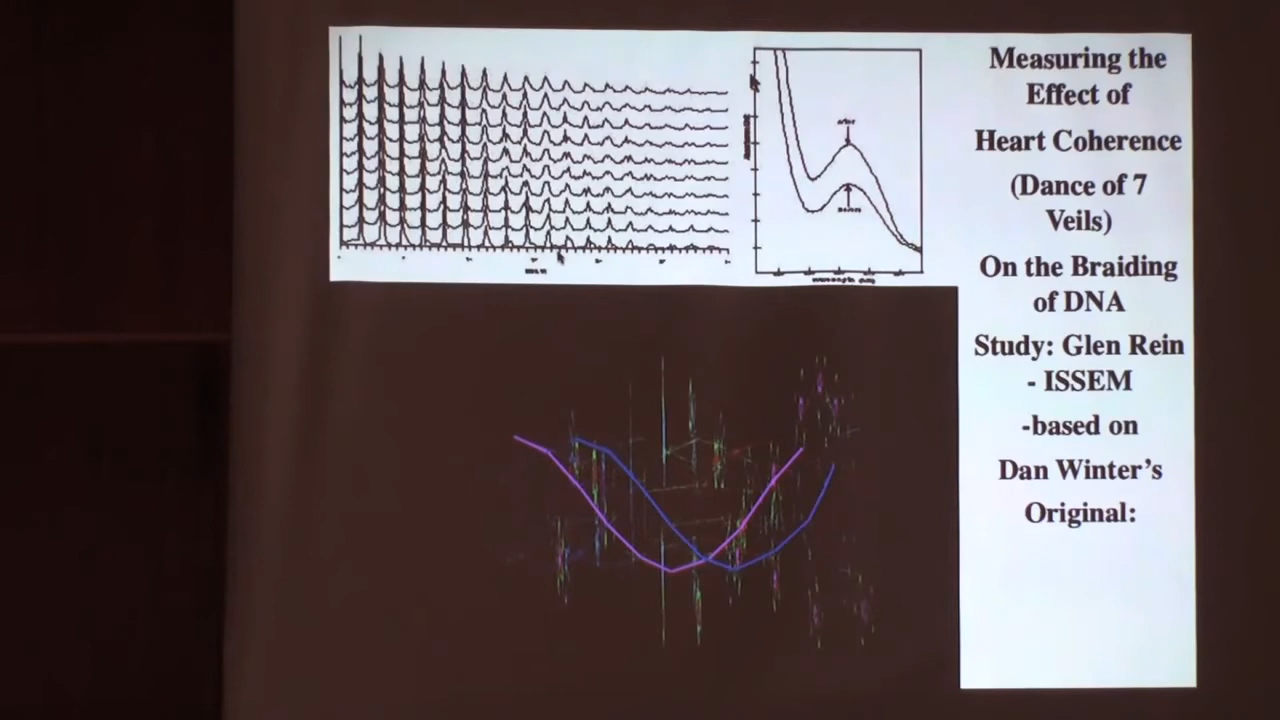 Measuring the
Effect of
Heart Coherence
(Dance of 7
Veils)
On the Braiding
of DNA
Study: Glen Rein
- ISSEM
-based on
Dan Winter’s
Original:
after